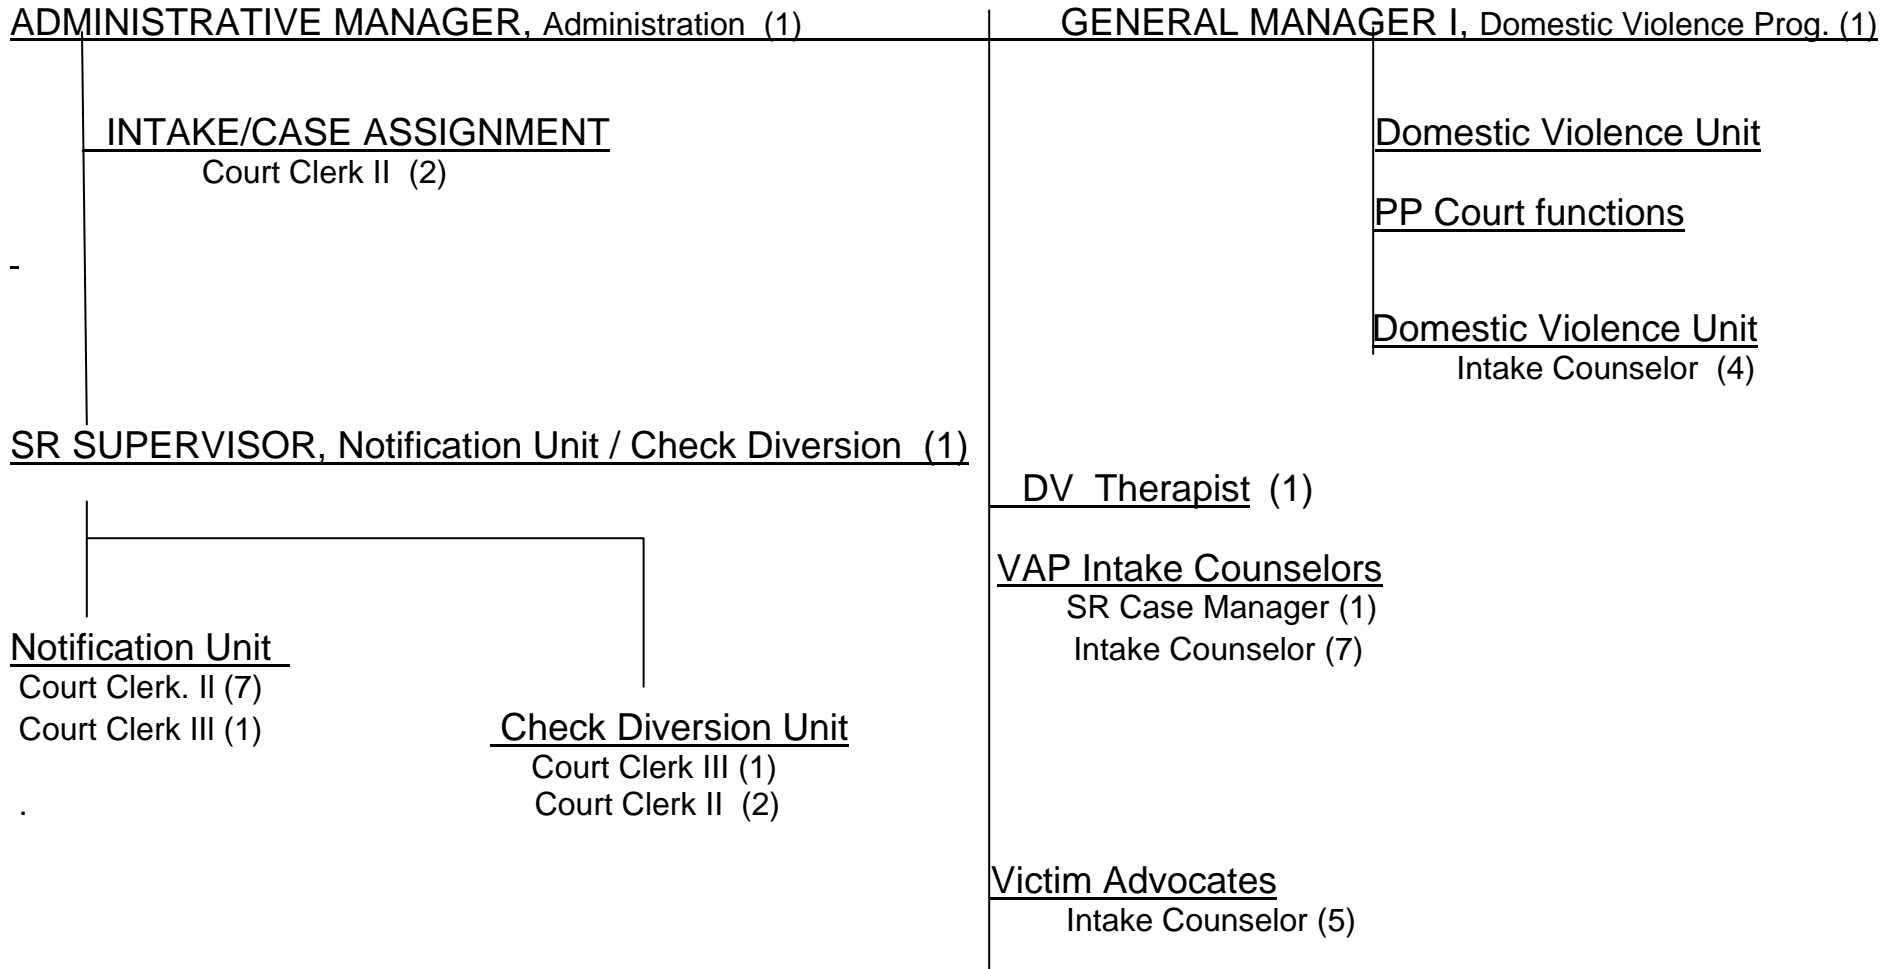 ADMINISTRATIVE MANAGER, Administration (1)
INTAKE/CASE ASSIGNMENT
Court Clerk II (2)
-
SR SUPERVISOR, Notification Unit / Check Diversion (1)
Notification Unit
Court Clerk. II (7)
Court Clerk III (1)
.
Check Diversion Unit
Court Clerk III (1)
Court Clerk II (2)
GENERAL MANAGER I, Domestic Violence Prog. (1)
Domestic Violence Unit
PP Court functions
Domestic Violence Unit
Intake Counselor (4)
DV Therapist (1)
VAP Intake Counselors
SR Case Manager (1)
Intake Counselor (7)
Victim Advocates
Intake Counselor (5)